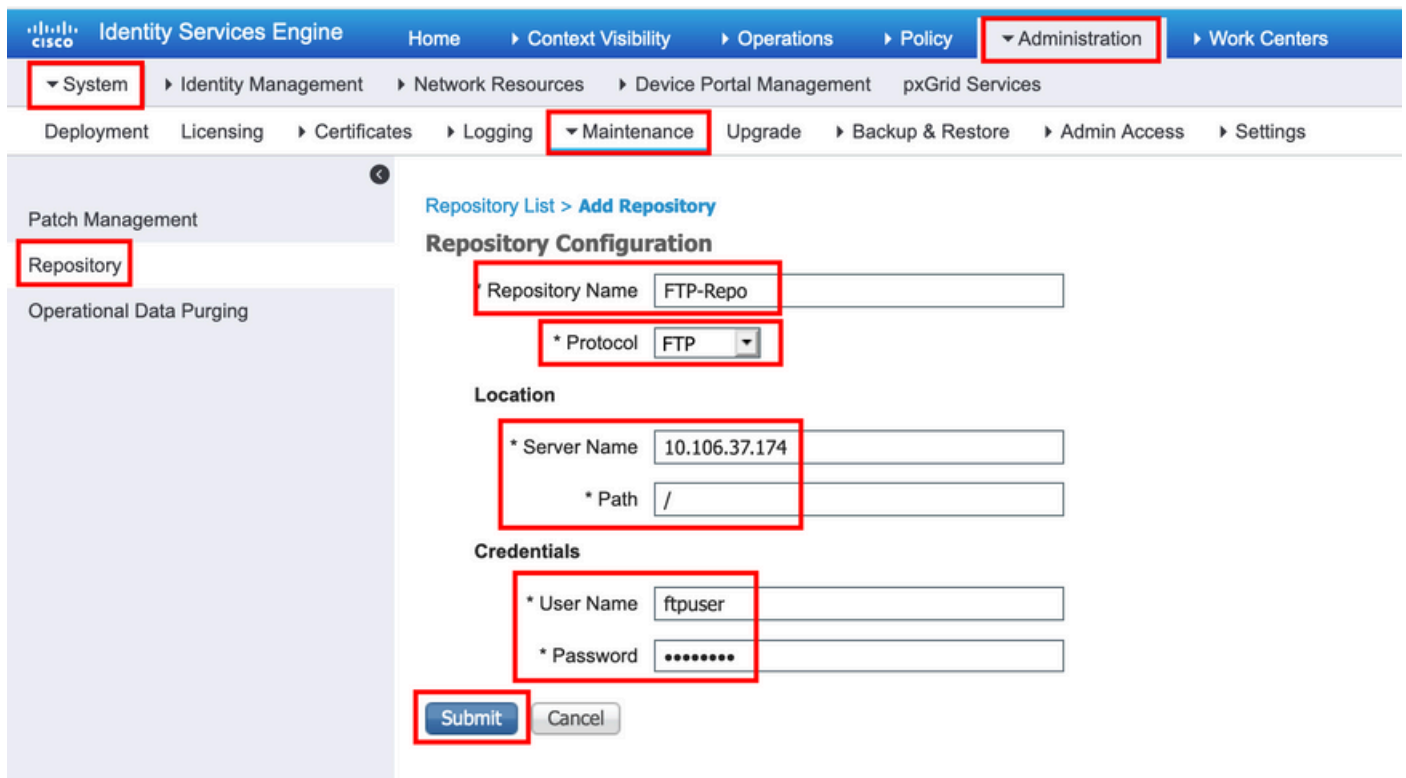 cisco Identity Services Engine Home Context Visibility Operations Policy Administration Work Centers
System Identity Management Network Resources Device Portal Management pxGrid Services
Deployment Licensing Certificates Logging Maintenance Upgrade Backup & Restore Admin Access Settings
Patch Management
Repository
Operational Data Purging
Repository List > Add Repository
Repository Configuration
* Repository Name FTP-Repo
* Protocol FTP
Location
* Server Name 10.106.37.174
* Path /
Credentials
* User Name ftpuser
* Password ••••••••
Submit Cancel